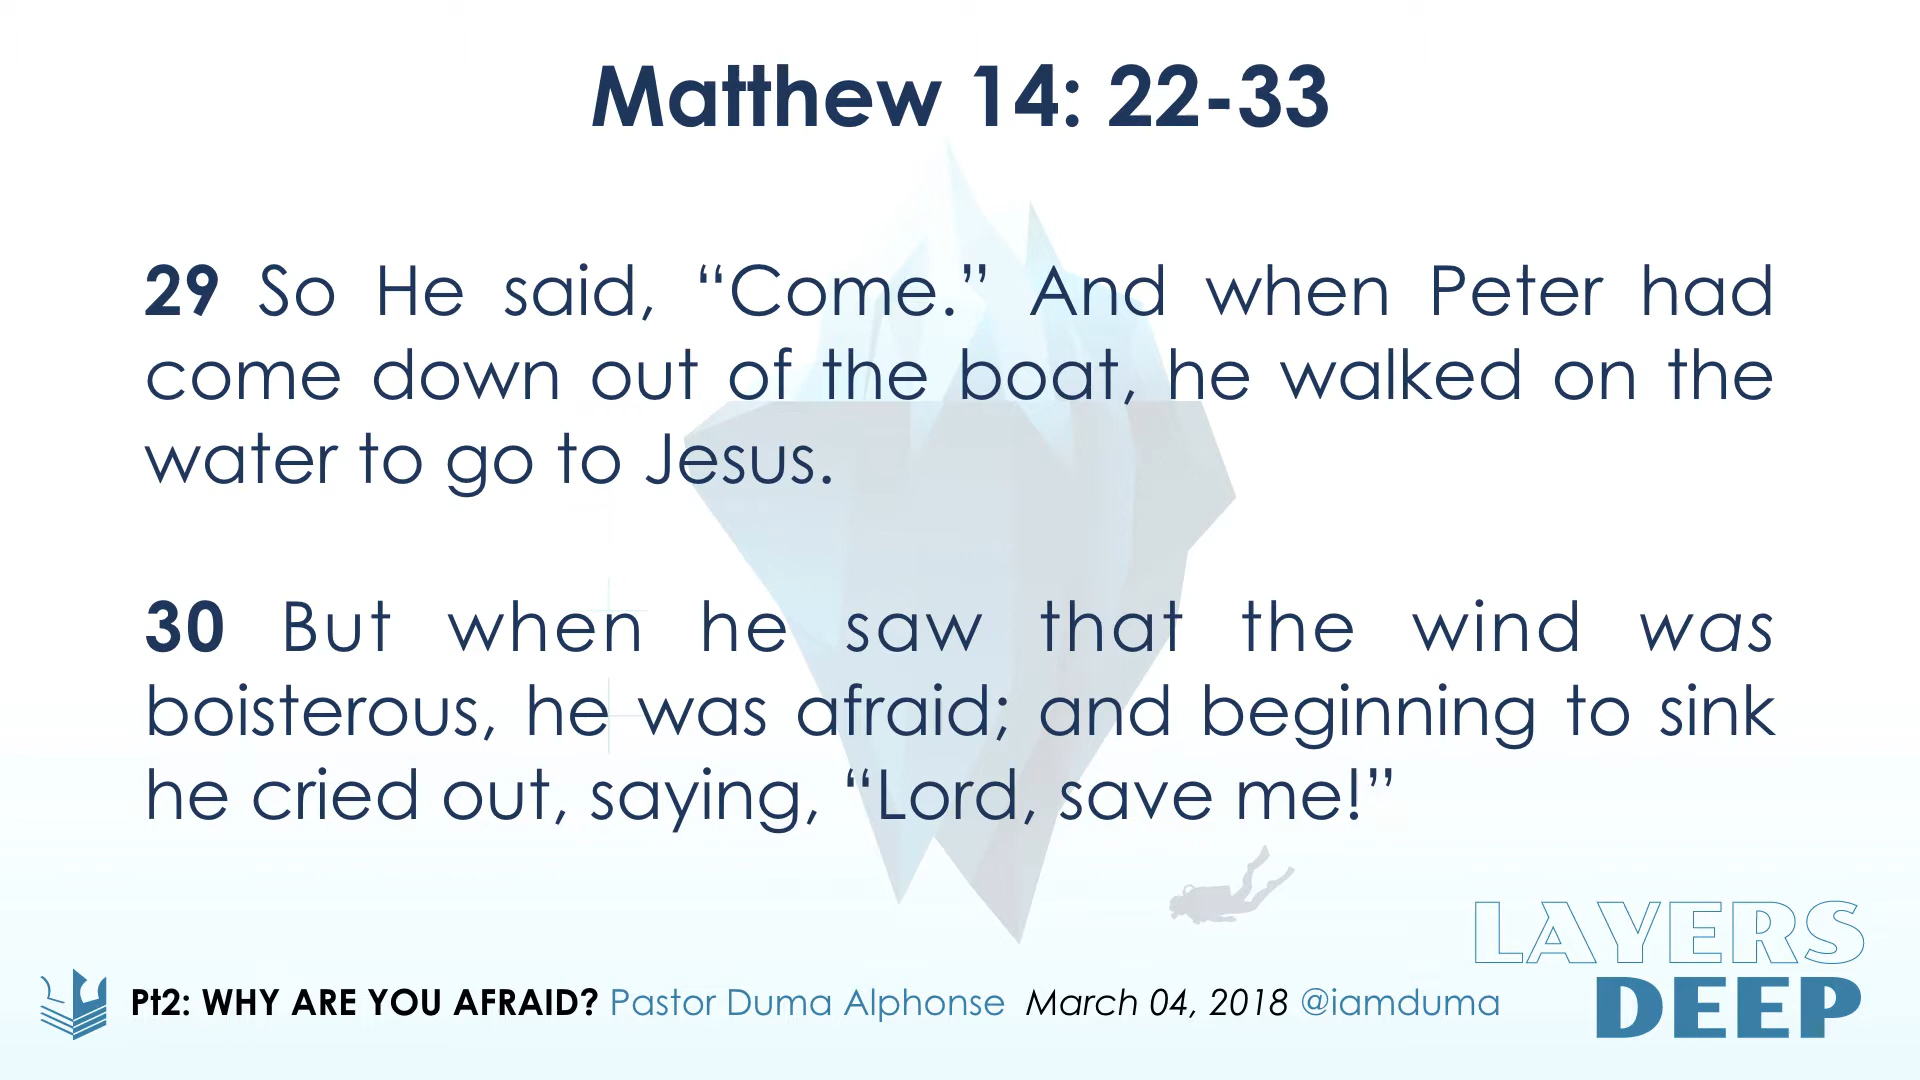 Matthew 14: 22-33
29 So He said, “Come.” And when Peter had
come down out of the boat, he walked on the
water to go to Jesus.
30 But when he saw that the wind was
boisterous, he was afraid; and beginning to sink
he cried out, saying, “Lord, save me!”
LAYERS
DEEP
Pt2: WHY ARE YOU AFRAID? Pastor Duma Alphonse March 04, 2018 @iamduma